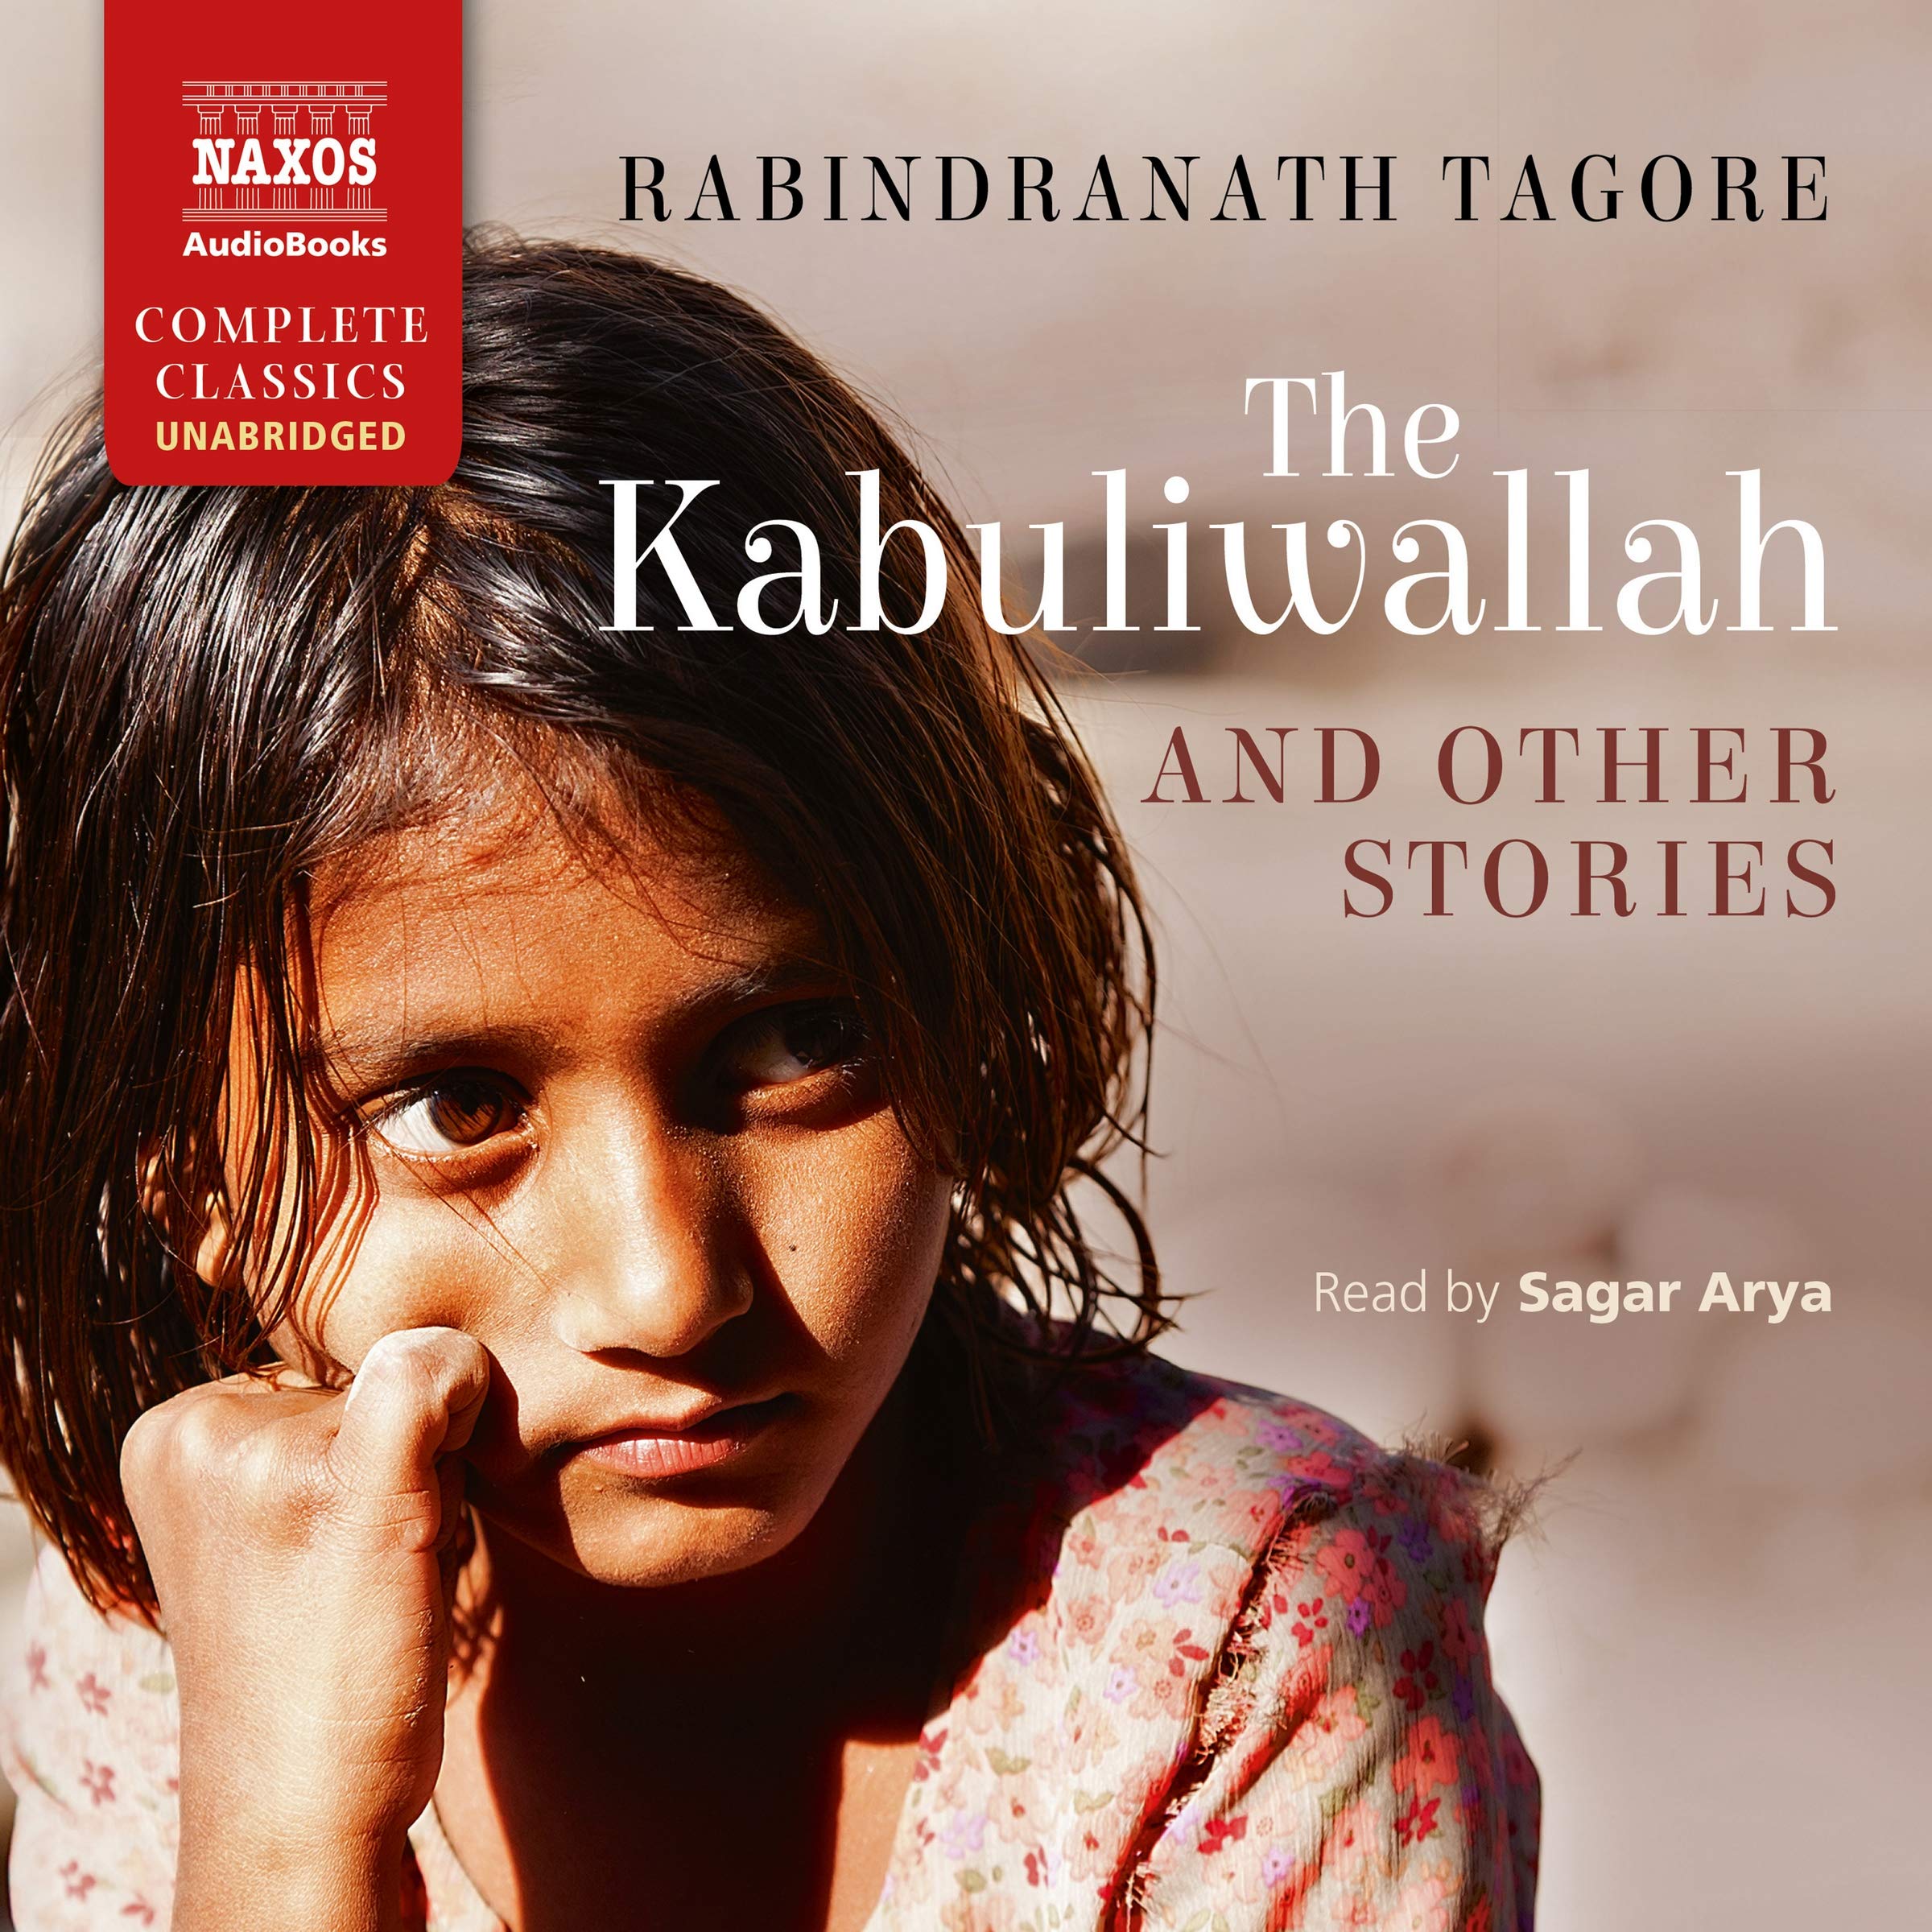 NAXOS
AudioBooks
COMPLETE
CLASSICS
UNABRIDGED
RABINDRANATH TAGORE
The
Kabuliwallah
AND OTHER
STORIES
Read by Sagar Arya